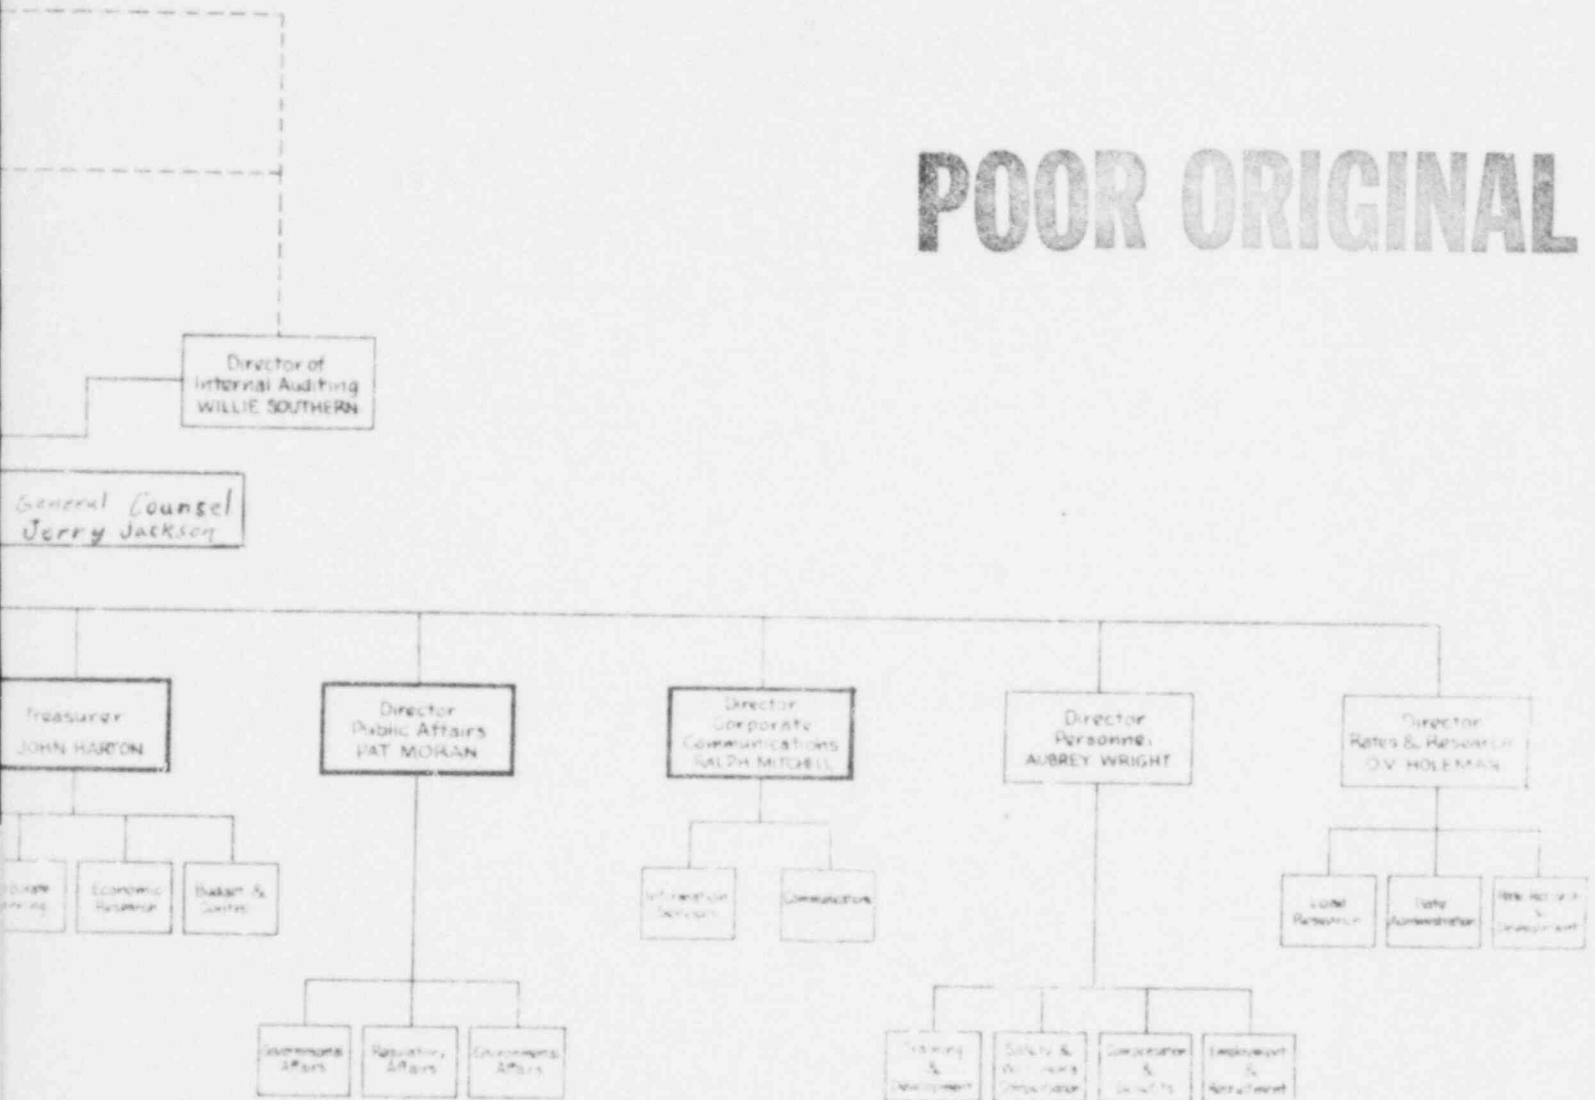 POOR ORIGINAL
Director of
Internal Auditing
WILLIE SOUTHERN
General Counsel
Jerry Jackson
Treasurer
JOHN HARTON
Director
Public Affairs
PAT MORAN
Director
Corporate
Communications
RALPH MITCHELL
Director
Personnel
AUBREY WRIGHT
Director
Rates & Research
O.V. HOLEMAN
Economic
Research
Budget &
Control
Information
Services
Communications
Load
Research
Rate
Administration
&
Development
Governmental
Affairs
Regulatory
Affairs
Environmental
Affairs
Training
&
Development
Safety &
Compensation
Compensation
&
Benefits
Employment
&
Recruitment